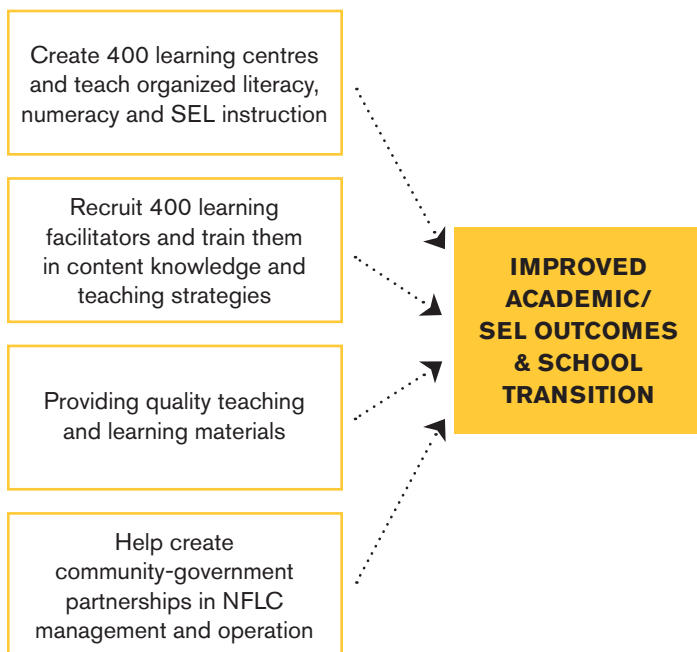 Create 400 learning centres
and teach organized literacy,
numeracy and SEL instruction
Recruit 400 learning
facilitators and train them
in content knowledge and
teaching strategies
Providing quality teaching
and learning materials
Help create
community-government
partnerships in NFLC
management and operation
IMPROVED
ACADEMIC/
SEL OUTCOMES
& SCHOOL
TRANSITION